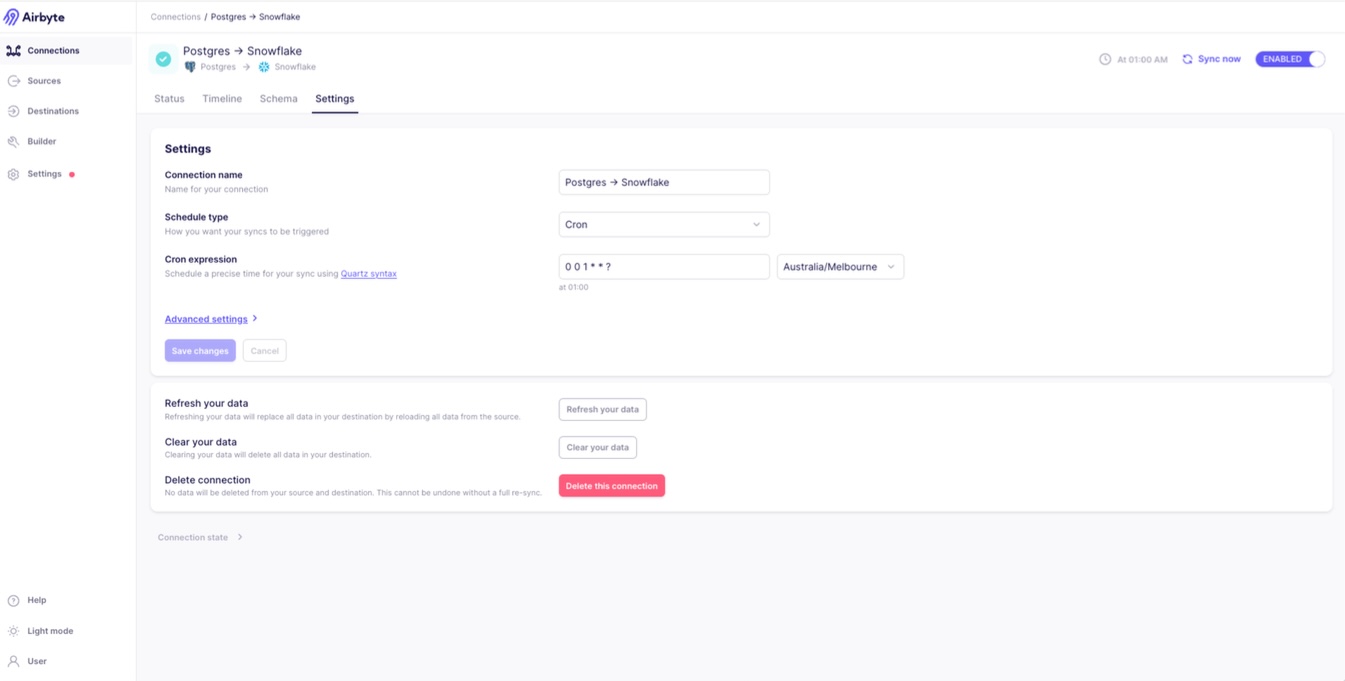 Airbyte
Connections / Postgres → Snowflake
Connections
Sources
Destinations
Builder
Settings
Postgres → Snowflake
Postgres → Snowflake
At 01:00 AM
Sync now
ENABLED
Status Timeline Schema Settings
Settings
Connection name
Name for your connection
Postgres → Snowflake
Schedule type
How you want your syncs to be triggered
Cron
Cron expression
Schedule a precise time for your sync using Quartz syntax
0 0 1 * * ?
Australia/Melbourne
at 01:00
Advanced settings
Save changes
Cancel
Refresh your data
Refreshing your data will replace all data in your destination by reloading all data from the source.
Refresh your data
Clear your data
Clearing your data will delete all data in your destination.
Clear your data
Delete connection
No data will be deleted from your source and destination. This cannot be undone without a full re-sync.
Delete this connection
Connection state
Help
Light mode
User